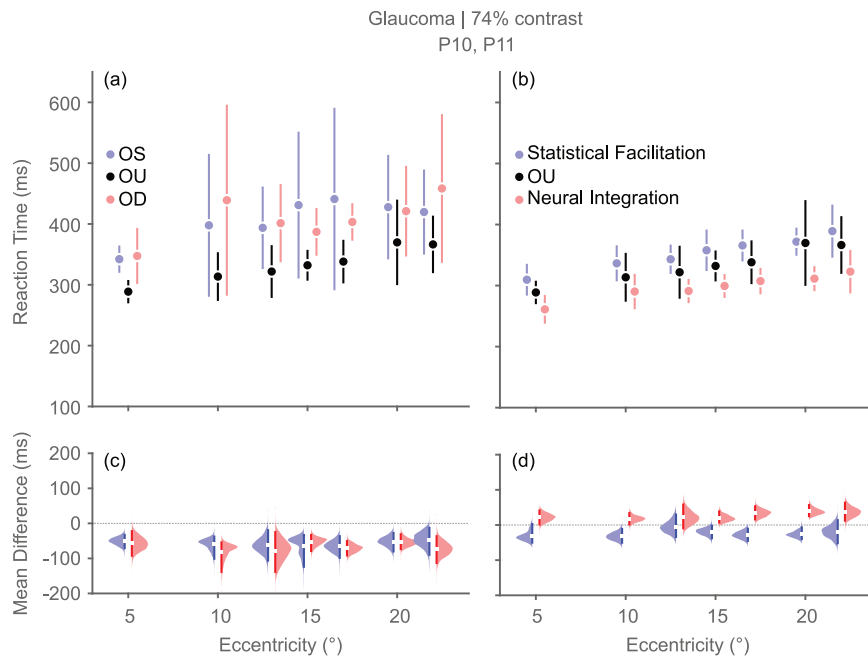 Glaucoma | 74% contrast
P10, P11
(a)
(b)
600
500
400
300
200
100
Reaction Time (ms)
OS
OU
OD
Statistical Facilitation
OU
Neural Integration
(c)
(d)
200
100
0
-100
-200
Mean Difference (ms)
5
10
15
20
5
10
15
20
Eccentricity (°)
Eccentricity (°)